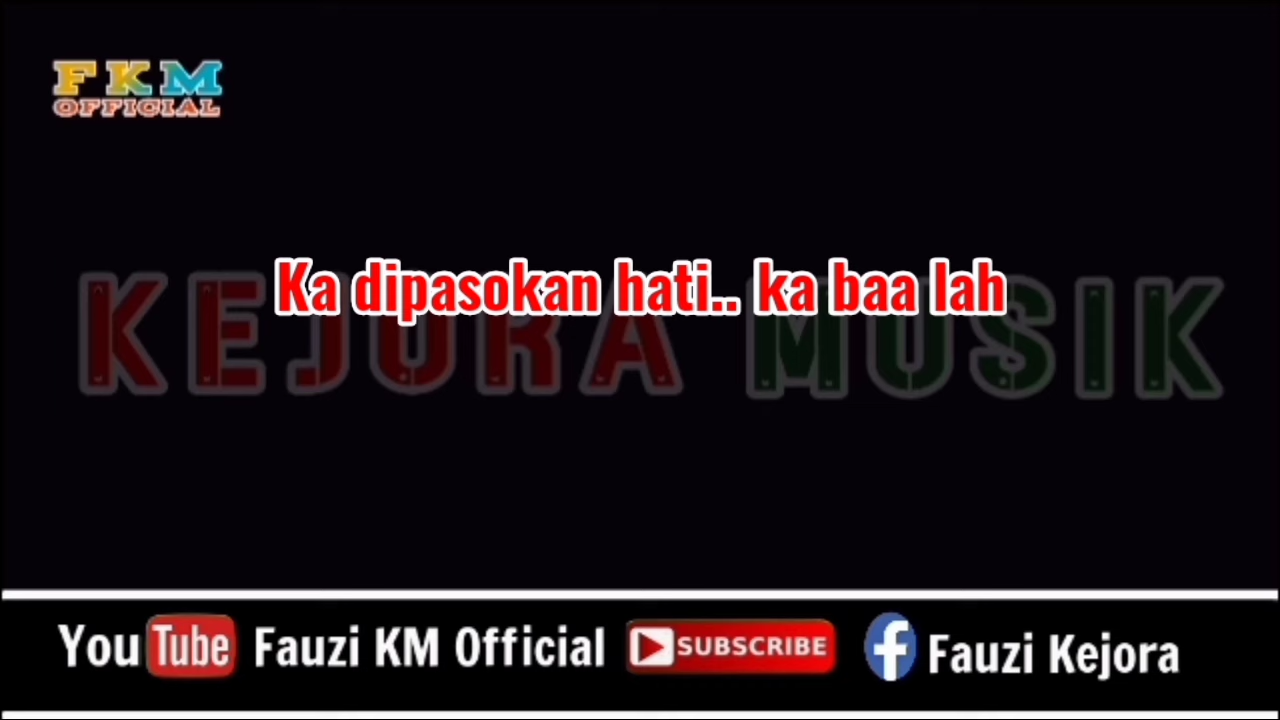 FKM
OFFICIAL
Ka dipasokan hati.. ka baa lah
KEJORA MUSIK
YouTube Fauzi KM Official SUBSCRIBE f Fauzi Kejora